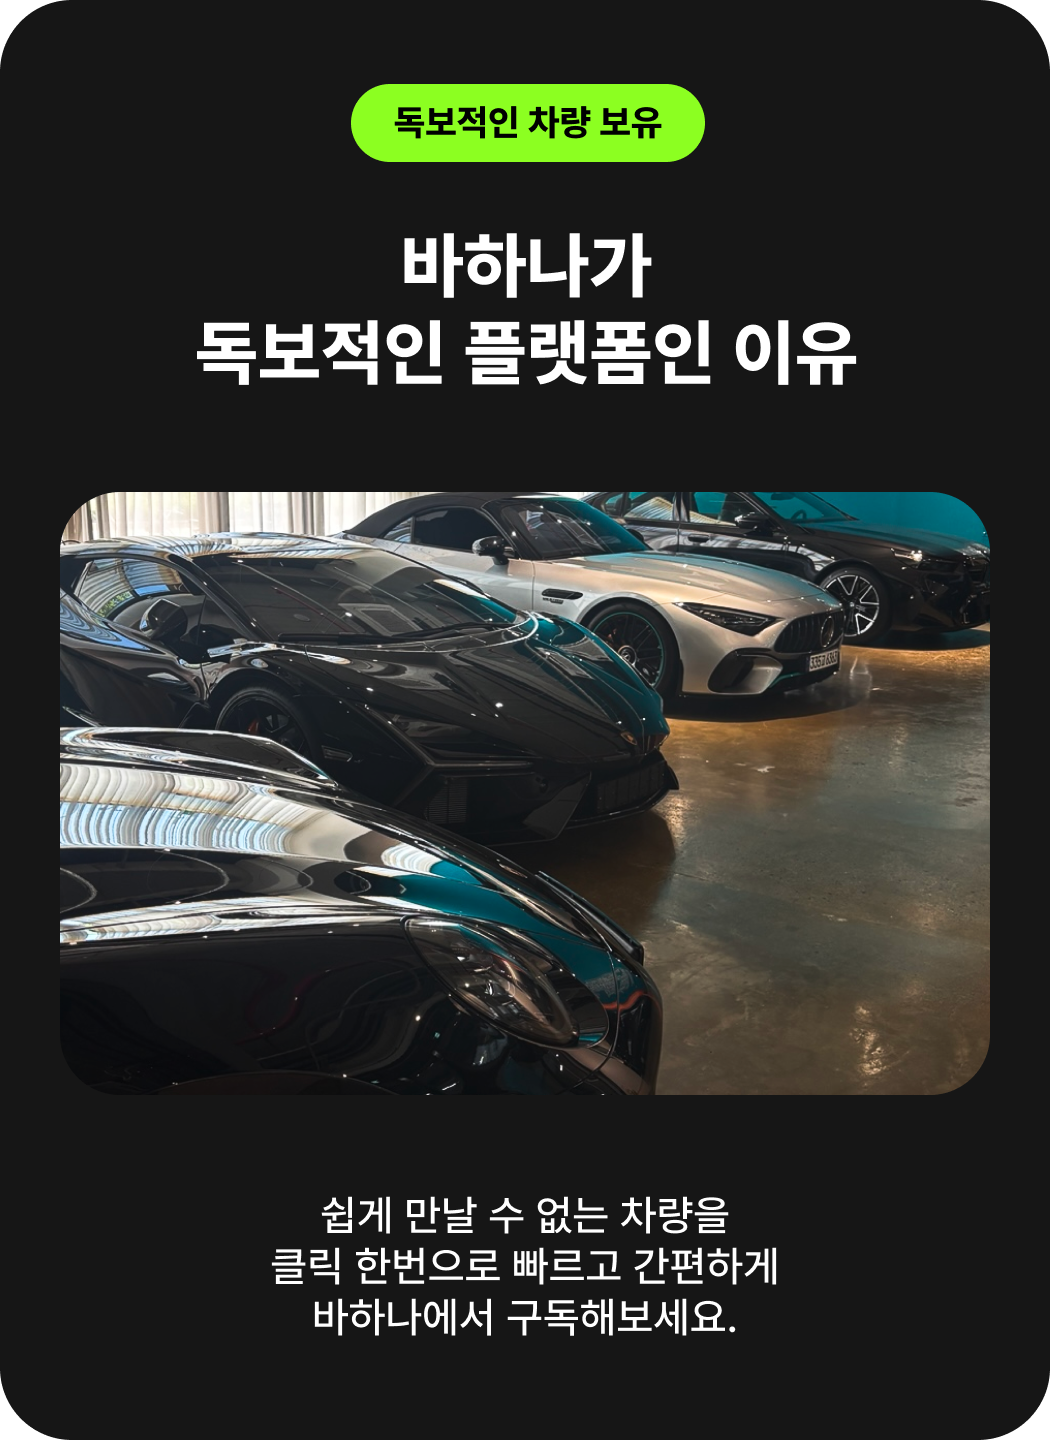 독보적인 차량 보유
바하나가
독보적인 플랫폼인 이유
쉽게 만날 수 없는 차량을
클릭 한번으로 빠르고 간편하게
바하나에서 구독해보세요.